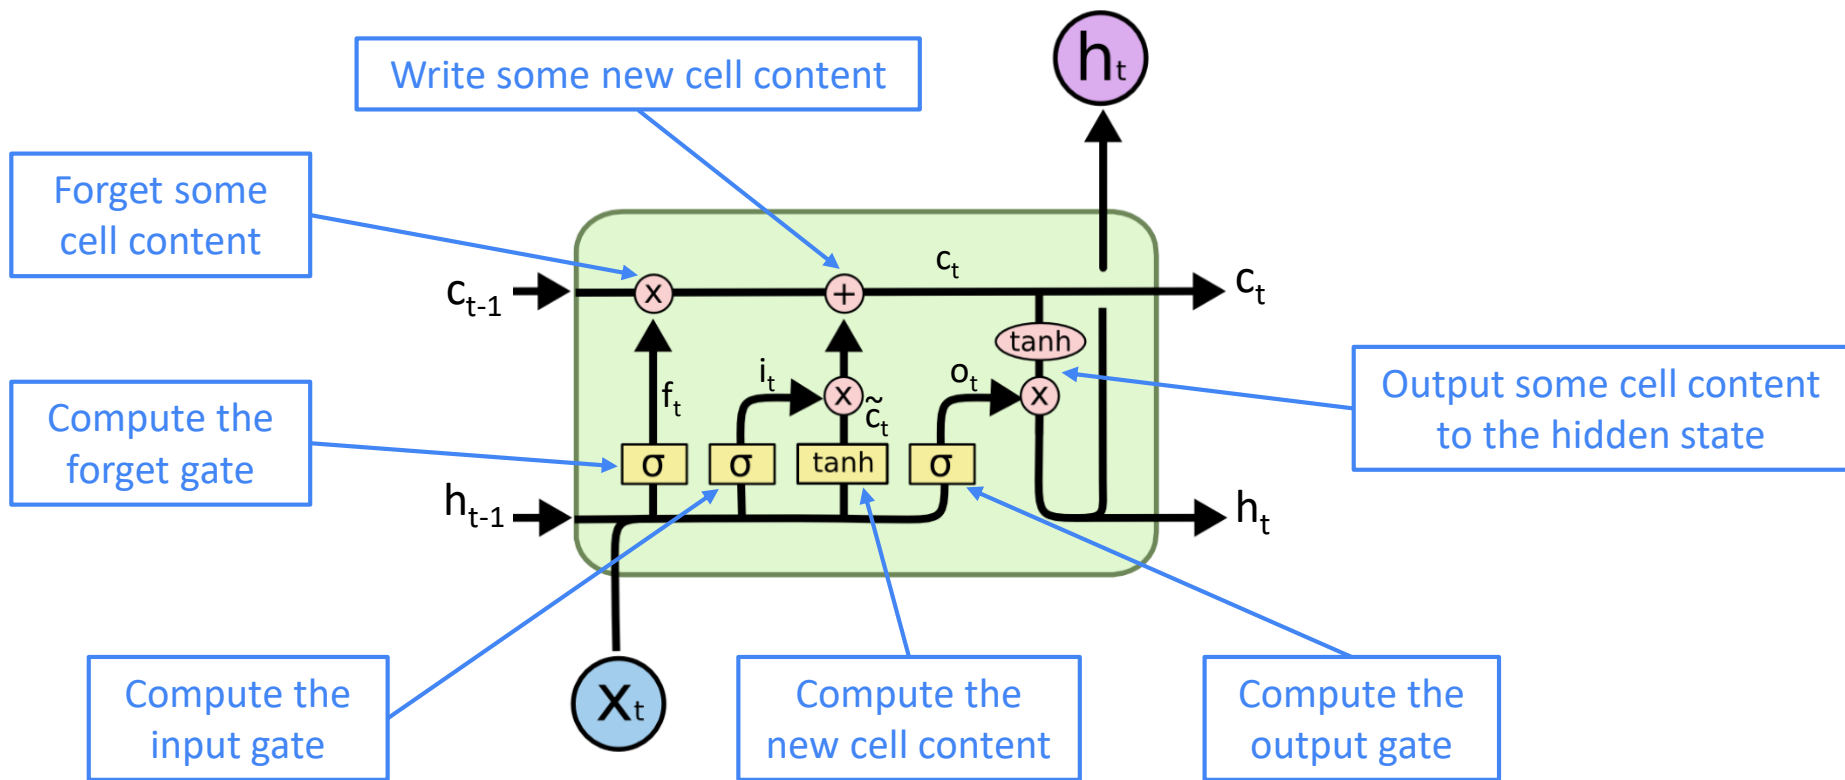 Write some new cell content
h_t
Forget some
cell content
c_{t-1}
x
+
c_t
c_t
tanh
Output some cell content
to the hidden state
f_t
i_t
x
c̃_t
o_t
x
Compute the
forget gate
σ
σ
tanh
σ
h_{t-1}
h_t
Compute the
input gate
X_t
Compute the
new cell content
Compute the
output gate